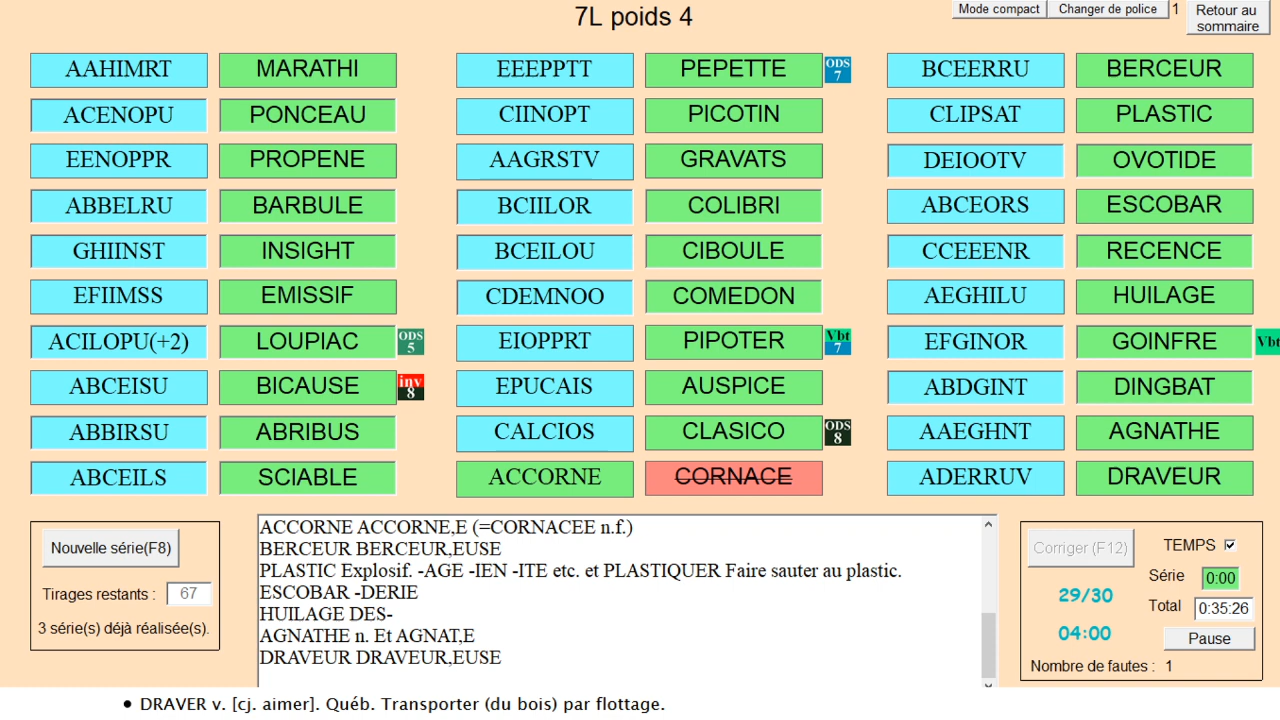 7L poids 4
Mode compact Changer de police 1 Retour au sommaire
AAHIMRT MARATHI EEEPPTT PEPETTE ODS 7 BCEERRU BERCEUR
ACENOPU PONCEAU CIINOPT PICOTIN CLIPSAT PLASTIC
EENOPPR PROPENE AAGRSTV GRAVATS DEIOOTV OVOTIDE
ABBELRU BARBULE BCIILOR COLIBRI ABCEORS ESCOBAR
GHIINST INSIGHT BCEILOU CIBOULE CCEEENR RECENCE
EFIIMSS EMISSIF CDEMNOO COMEDON AEGHILU HUILAGE
ACILOPU(+2) LOUPIAC ODS 5 EIOPPRT PIPOTER Vbt 7 EFGINOR GOINFRE Vbt
ABCEISU BICAUSE inv 8 EPUCAIS AUSPICE ABDGINT DINGBAT
ABBIRSU ABRIBUS CALCIOS CLASICO ODS 8 AAEGHNT AGNATHE
ABCEILS SCIABLE ACCORNE CORNACE ADERRUV DRAVEUR
Nouvelle série(F8)
Tirages restants : 67
3 série(s) déjà réalisée(s).
ACCORNE ACCORNE,E (=CORNACEE n.f.)
BERCEUR BERCEUR,EUSE
PLASTIC Explosif. -AGE -IEN -ITE etc. et PLASTIQUER Faire sauter au plastic.
ESCOBAR -DERIE
HUILAGE DES-
AGNATHE n. Et AGNAT,E
DRAVEUR DRAVEUR,EUSE
Corriger (F12) TEMPS
29/30 Série 0:00
Total 0:35:26
04:00 Pause
Nombre de fautes : 1
• DRAVER v. [cj. aimer]. Québ. Transporter (du bois) par flottage.